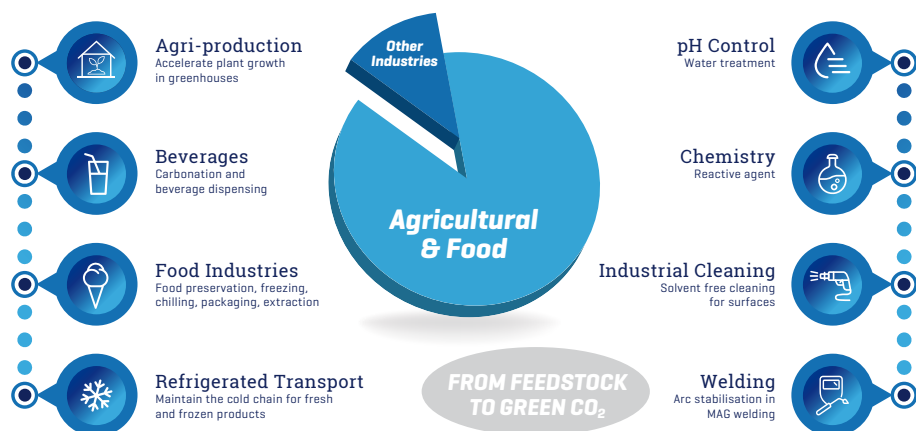 Agri-production
Accelerate plant growth
in greenhouses
Beverages
Carbonation and
beverage dispensing
Food Industries
Food preservation, freezing,
chilling, packaging, extraction
Refrigerated Transport
Maintain the cold chain for fresh
and frozen products
Other
Industries
Agricultural
& Food
FROM FEEDSTOCK
TO GREEN CO₂
pH Control
Water treatment
Chemistry
Reactive agent
Industrial Cleaning
Solvent free cleaning
for surfaces
Welding
Arc stabilisation in
MAG welding